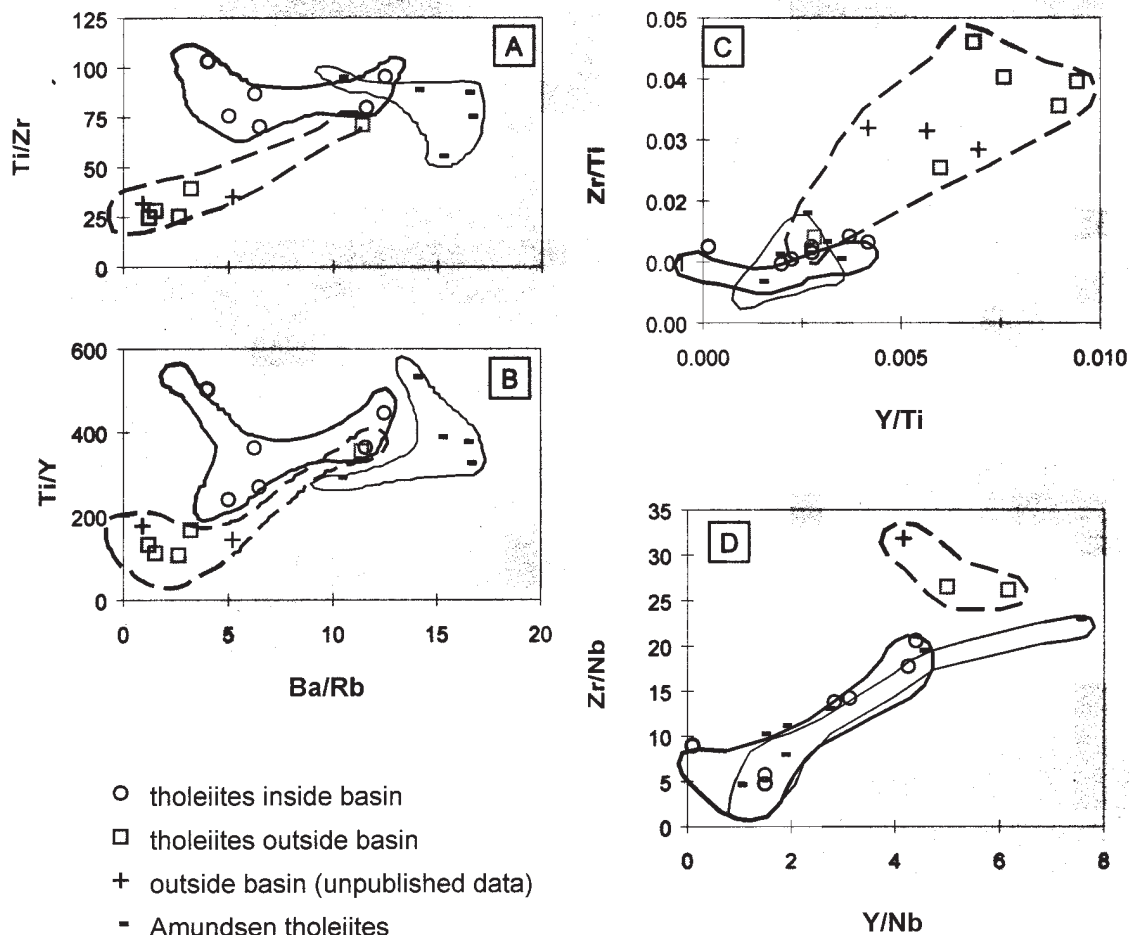 125
100
75
50
25
0
Ti/Zr
A
600
400
200
0
Ti/Y
B
0 5 10 15 20
Ba/Rb
0.05
0.04
0.03
0.02
0.01
0.00
Zr/Ti
C
0.000 0.005 0.010
Y/Ti
35
30
25
20
15
10
5
0
Zr/Nb
D
0 2 4 6 8
Y/Nb
tholeiites inside basin
tholeiites outside basin
outside basin (unpublished data)
Amundsen tholeiites